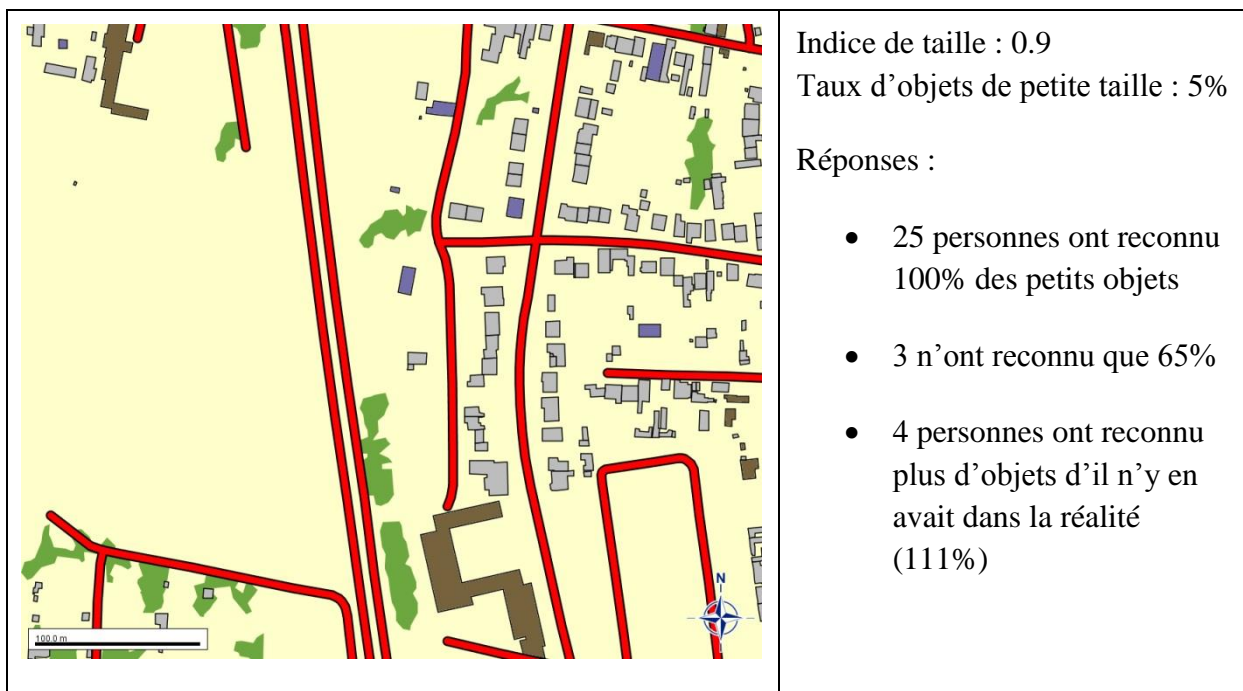 Indice de taille : 0.9
Taux d’objets de petite taille : 5%
Réponses :
• 25 personnes ont reconnu
100% des petits objets
• 3 n’ont reconnu que 65%
• 4 personnes ont reconnu
plus d’objets d’il n’y en
avait dans la réalité
(111%)
N
100.0 m